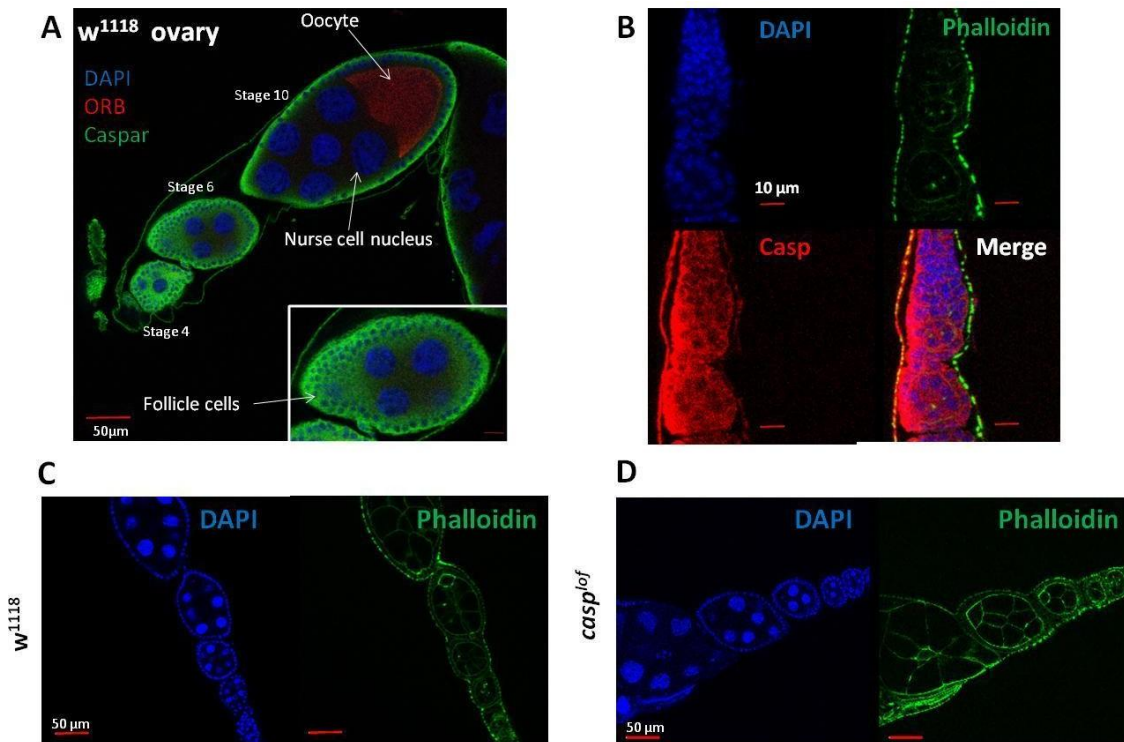 A
w1118 ovary
Oocyte
DAPI
ORB
Caspar
Stage 10
Stage 6
Nurse cell nucleus
Stage 4
Follicle cells
50µm
B
DAPI
Phalloidin
10 µm
Casp
Merge
C
w1118
DAPI
Phalloidin
50 µm
D
casplof
DAPI
Phalloidin
50 µm